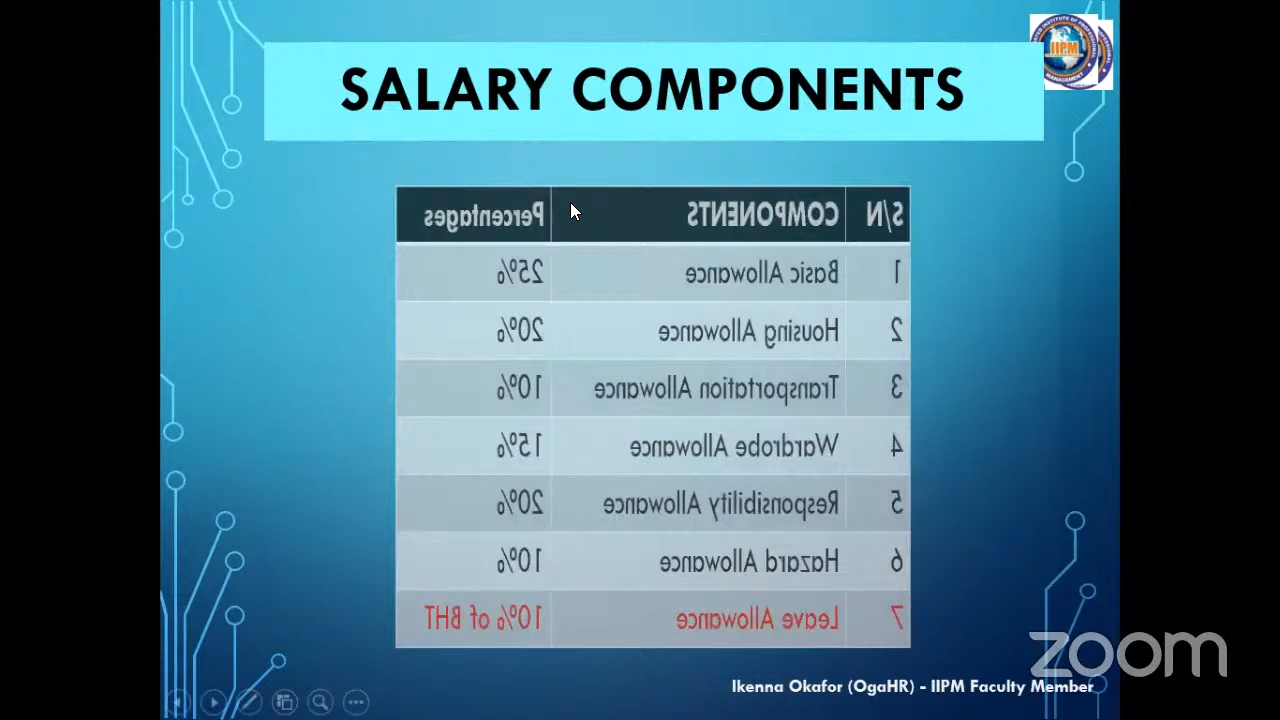 SALARY COMPONENTS
IIPM
MANAGEMENT
S/N COMPONENTS Percentages
1 Basic Allowance 25%
2 Housing Allowance 20%
3 Transportation Allowance 10%
4 Wardrobe Allowance 15%
5 Responsibility Allowance 20%
6 Hazard Allowance 10%
7 Leave Allowance 10% of BHT
zoom
Ikenna Okafor (OgaHR) - IIPM Faculty Member